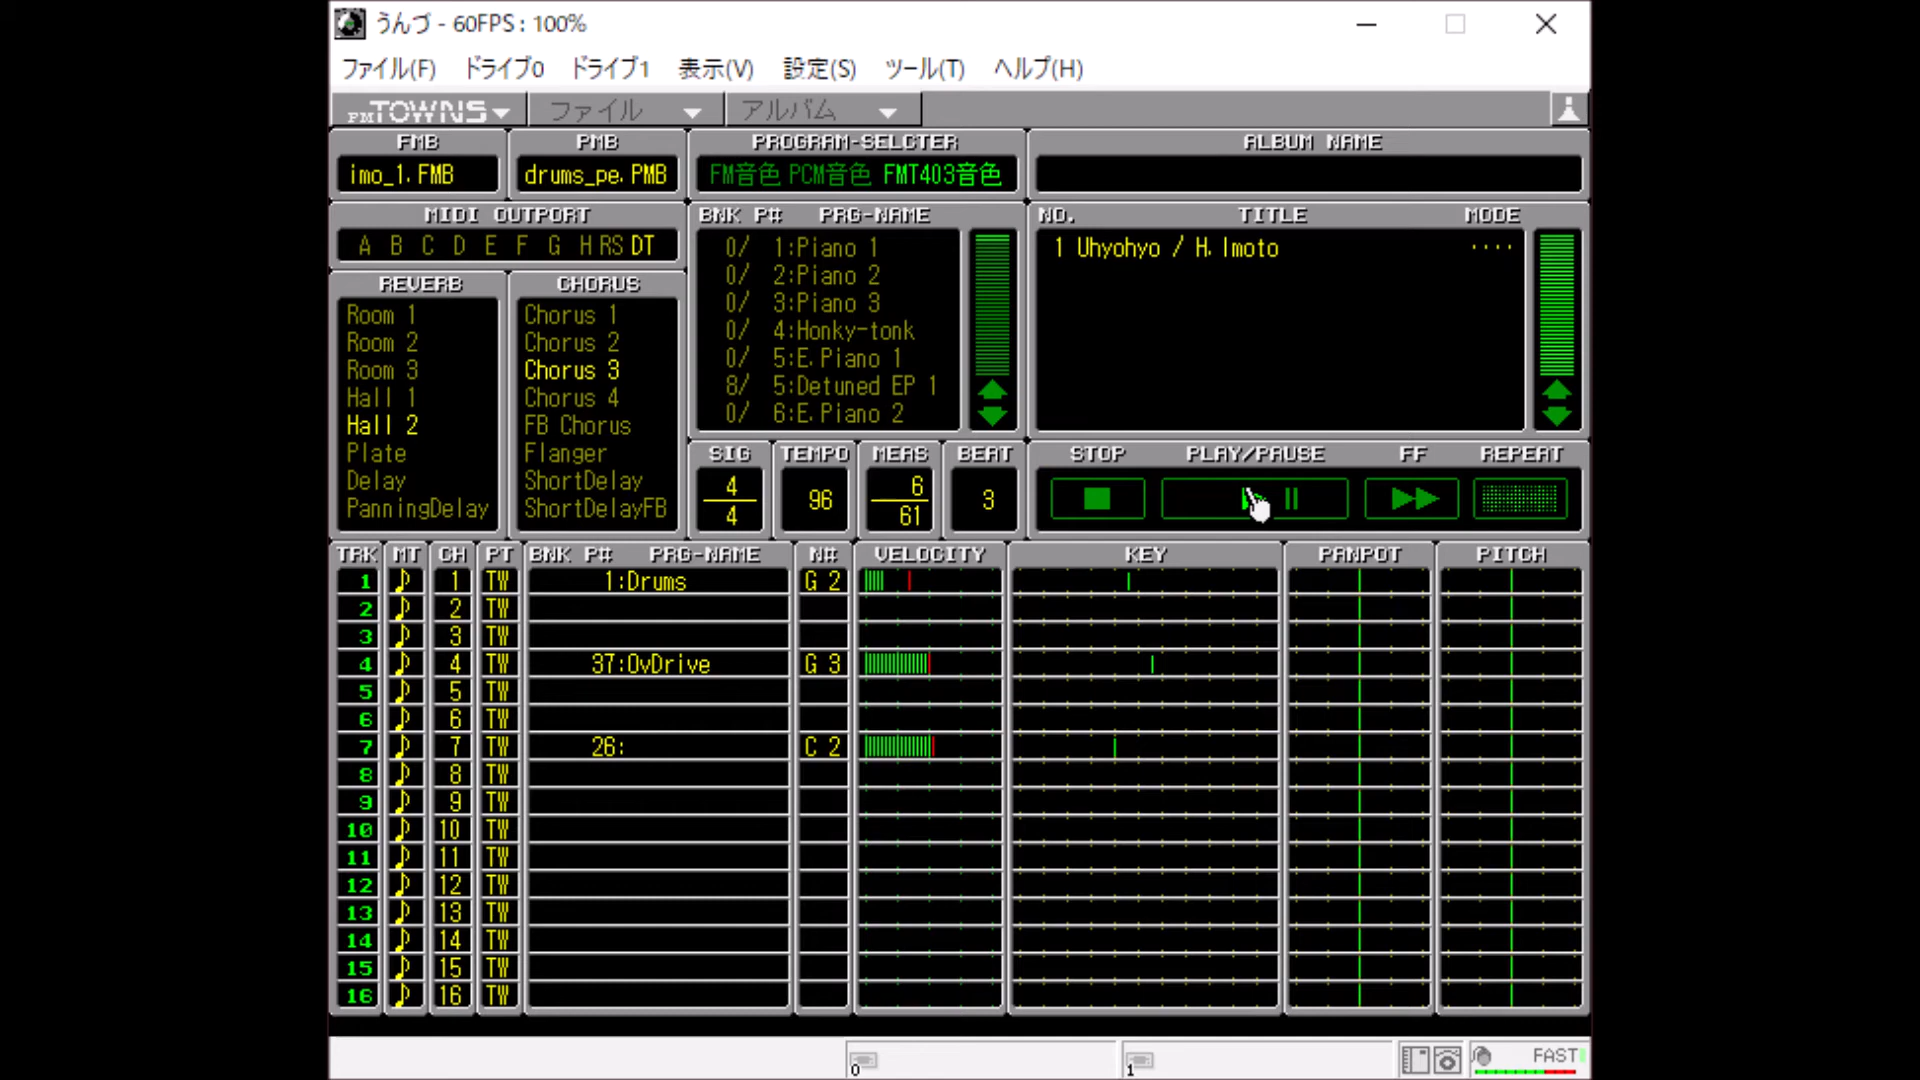 うんづ - 60FPS : 100%
ファイル(F) ドライブ0 ドライブ1 表示(V) 設定(S) ツール(T) ヘルプ(H)
FMTOWNS ファイル アルバム
FMB PMB PROGRAM-SELCTER ALBUM NAME
imo_1.FMB drums_pe.PMB FM音色 PCM音色 FMT403音色
MIDI OUTPORT BNK P# PRG-NAME NO. TITLE MODE
A B C D E F G H RS DT 0/ 1:Piano 1 1 Uhyohyo / H.Imoto ····
0/ 2:Piano 2
REVERB CHORUS 0/ 3:Piano 3
Room 1 Chorus 1 0/ 4:Honky-tonk
Room 2 Chorus 2 0/ 5:E.Piano 1
Room 3 Chorus 3 8/ 5:Detuned EP 1
Hall 1 Chorus 4 0/ 6:E.Piano 2
Hall 2 FB Chorus
Plate Flanger SIG TEMPO MEAS BEAT STOP PLAY/PAUSE FF REPEAT
Delay ShortDelay 4/4 96 6/61 3
PanningDelay ShortDelayFB
TRK MT CH PT BNK P# PRG-NAME N# VELOCITY KEY PANPOT PITCH
1 ♪ 1 TW 1:Drums G 2
2 ♪ 2 TW
3 ♪ 3 TW
4 ♪ 4 TW 37:OvDrive G 3
5 ♪ 5 TW
6 ♪ 6 TW
7 ♪ 7 TW 26: C 2
8 ♪ 8 TW
9 ♪ 9 TW
10 ♪ 10 TW
11 ♪ 11 TW
12 ♪ 12 TW
13 ♪ 13 TW
14 ♪ 14 TW
15 ♪ 15 TW
16 ♪ 16 TW
0 1 FAST